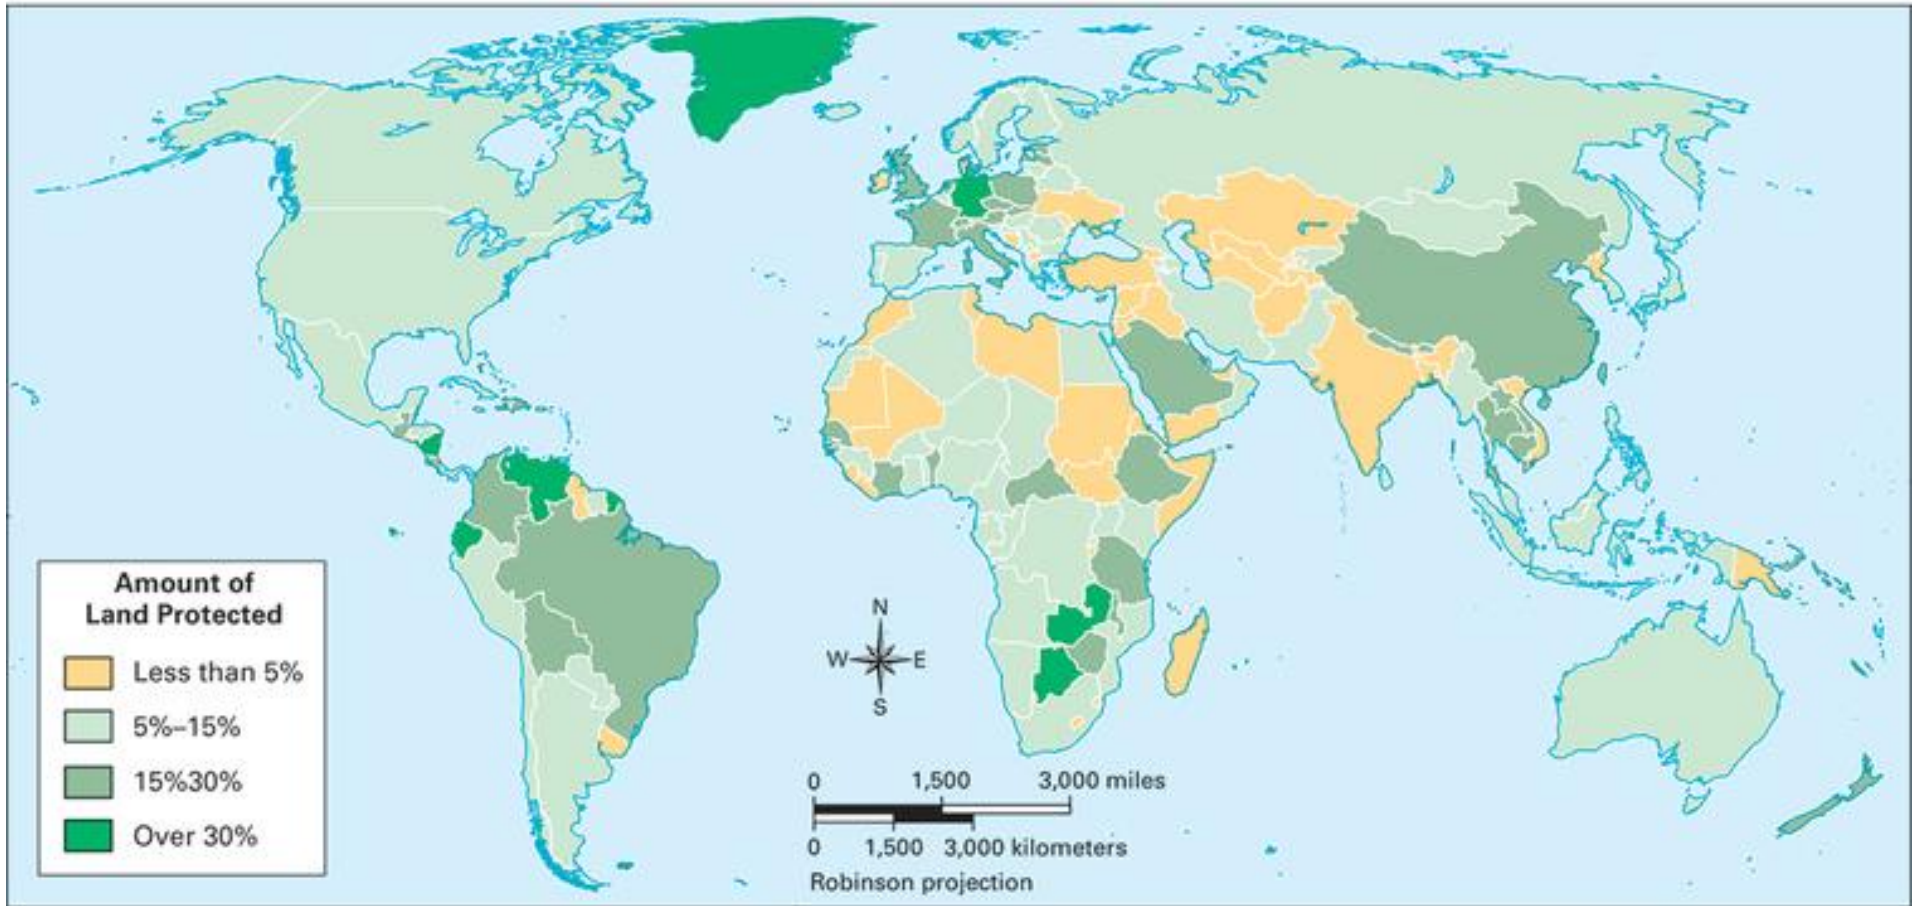 Amount of
Land Protected
Less than 5%
5%–15%
15%30%
Over 30%
N
W E
S
0 1,500 3,000 miles
0 1,500 3,000 kilometers
Robinson projection